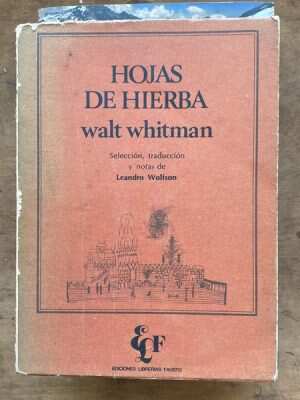 HOJAS
DE HIERBA
walt whitman
Selección, traducción
y notas de
Leandro Wolfson
ELF
EDICIONES LIBRERIAS FAUSTO